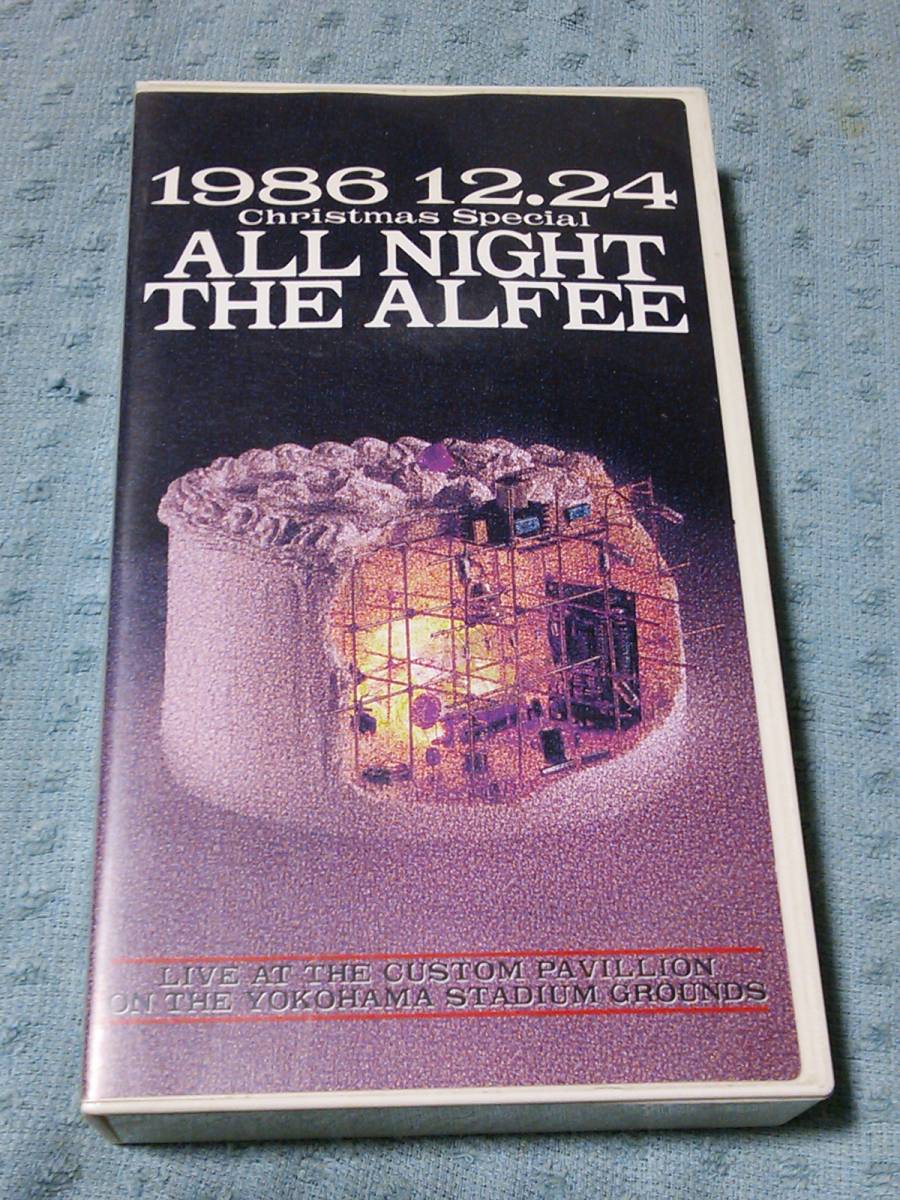 1986 12.24
Christmas Special
ALL NIGHT
THE ALFEE
LIVE AT THE CUSTOM PAVILLION
ON THE YOKOHAMA STADIUM GROUNDS